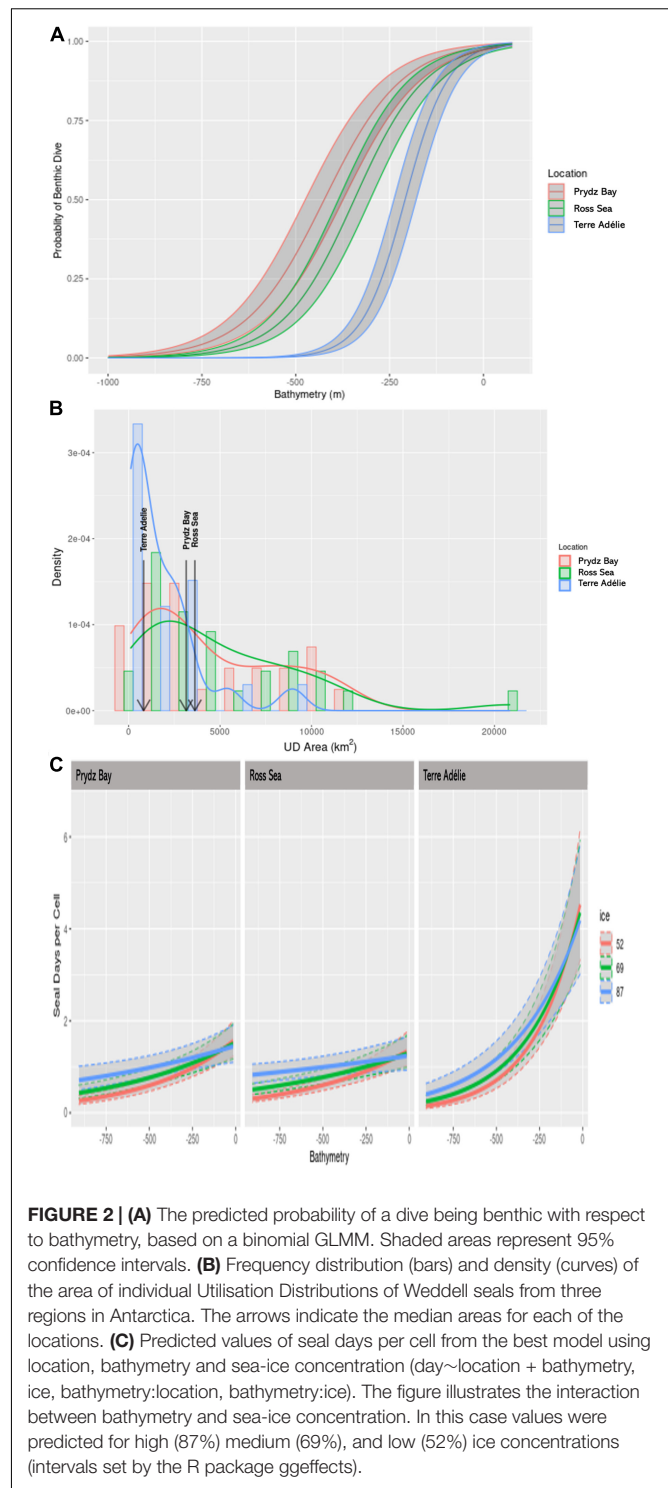 A
1.00
0.75
0.50
0.25
0.00
Probablity of Benthic Dive
-1000
-750
-500
-250
0
Bathymetry (m)
Location
Prydz Bay
Ross Sea
Terre Adélie
B
3e-04
2e-04
1e-04
0e+00
Density
Terre Adelie
Prydz Bay
Ross Sea
0
5000
10000
15000
20000
UD Area (km2)
Location
Prydz Bay
Ross Sea
Terre Adélie
C
Prydz Bay
Ross Sea
Terre Adélie
6
4
2
0
Seal Days per Cell
-750
-500
-250
0
-750
-500
-250
0
-750
-500
-250
0
Bathymetry
ice
52
69
87
FIGURE 2 | (A) The predicted probability of a dive being benthic with respect
to bathymetry, based on a binomial GLMM. Shaded areas represent 95%
confidence intervals. (B) Frequency distribution (bars) and density (curves) of
the area of individual Utilisation Distributions of Weddell seals from three
regions in Antarctica. The arrows indicate the median areas for each of the
locations. (C) Predicted values of seal days per cell from the best model using
location, bathymetry and sea-ice concentration (day~location + bathymetry,
ice, bathymetry:location, bathymetry:ice). The figure illustrates the interaction
between bathymetry and sea-ice concentration. In this case values were
predicted for high (87%) medium (69%), and low (52%) ice concentrations
(intervals set by the R package ggeffects).